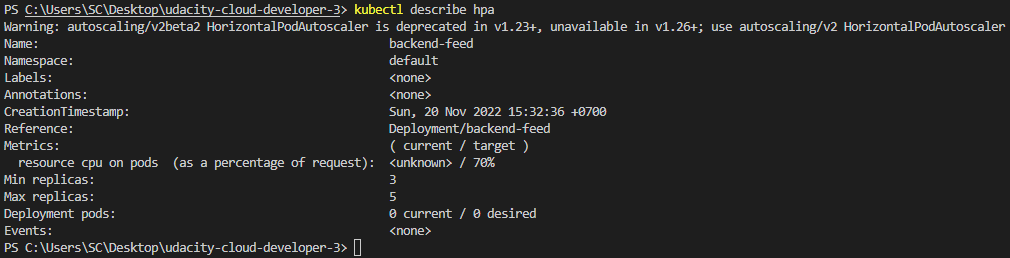 PS C:\Users\SC\Desktop\udacity-cloud-developer-3> kubectl describe hpa
Warning: autoscaling/v2beta2 HorizontalPodAutoscaler is deprecated in v1.23+, unavailable in v1.26+; use autoscaling/v2 HorizontalPodAutoscaler
Name: backend-feed
Namespace: default
Labels: <none>
Annotations: <none>
CreationTimestamp: Sun, 20 Nov 2022 15:32:36 +0700
Reference: Deployment/backend-feed
Metrics: ( current / target )
resource cpu on pods (as a percentage of request): <unknown> / 70%
Min replicas: 3
Max replicas: 5
Deployment pods: 0 current / 0 desired
Events: <none>
PS C:\Users\SC\Desktop\udacity-cloud-developer-3>